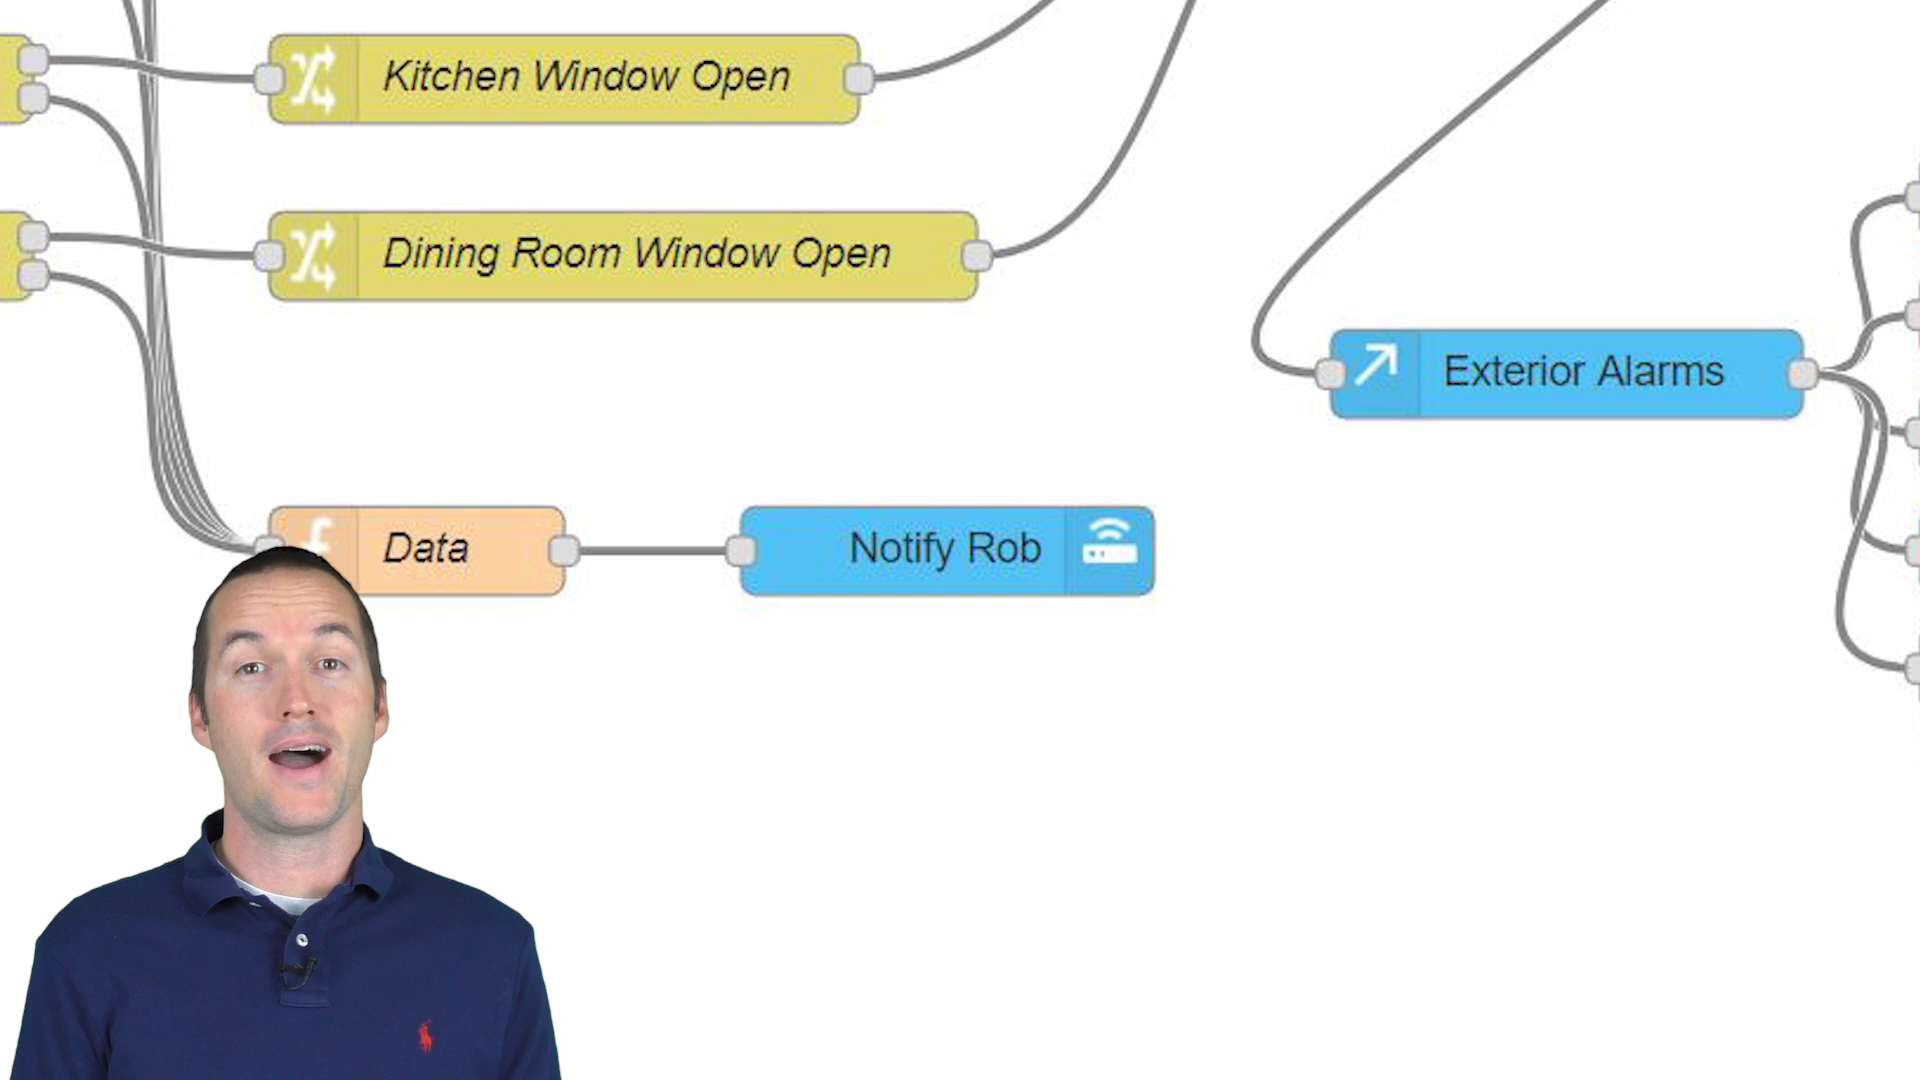 Kitchen Window Open
Dining Room Window Open
Exterior Alarms
Data
Notify Rob